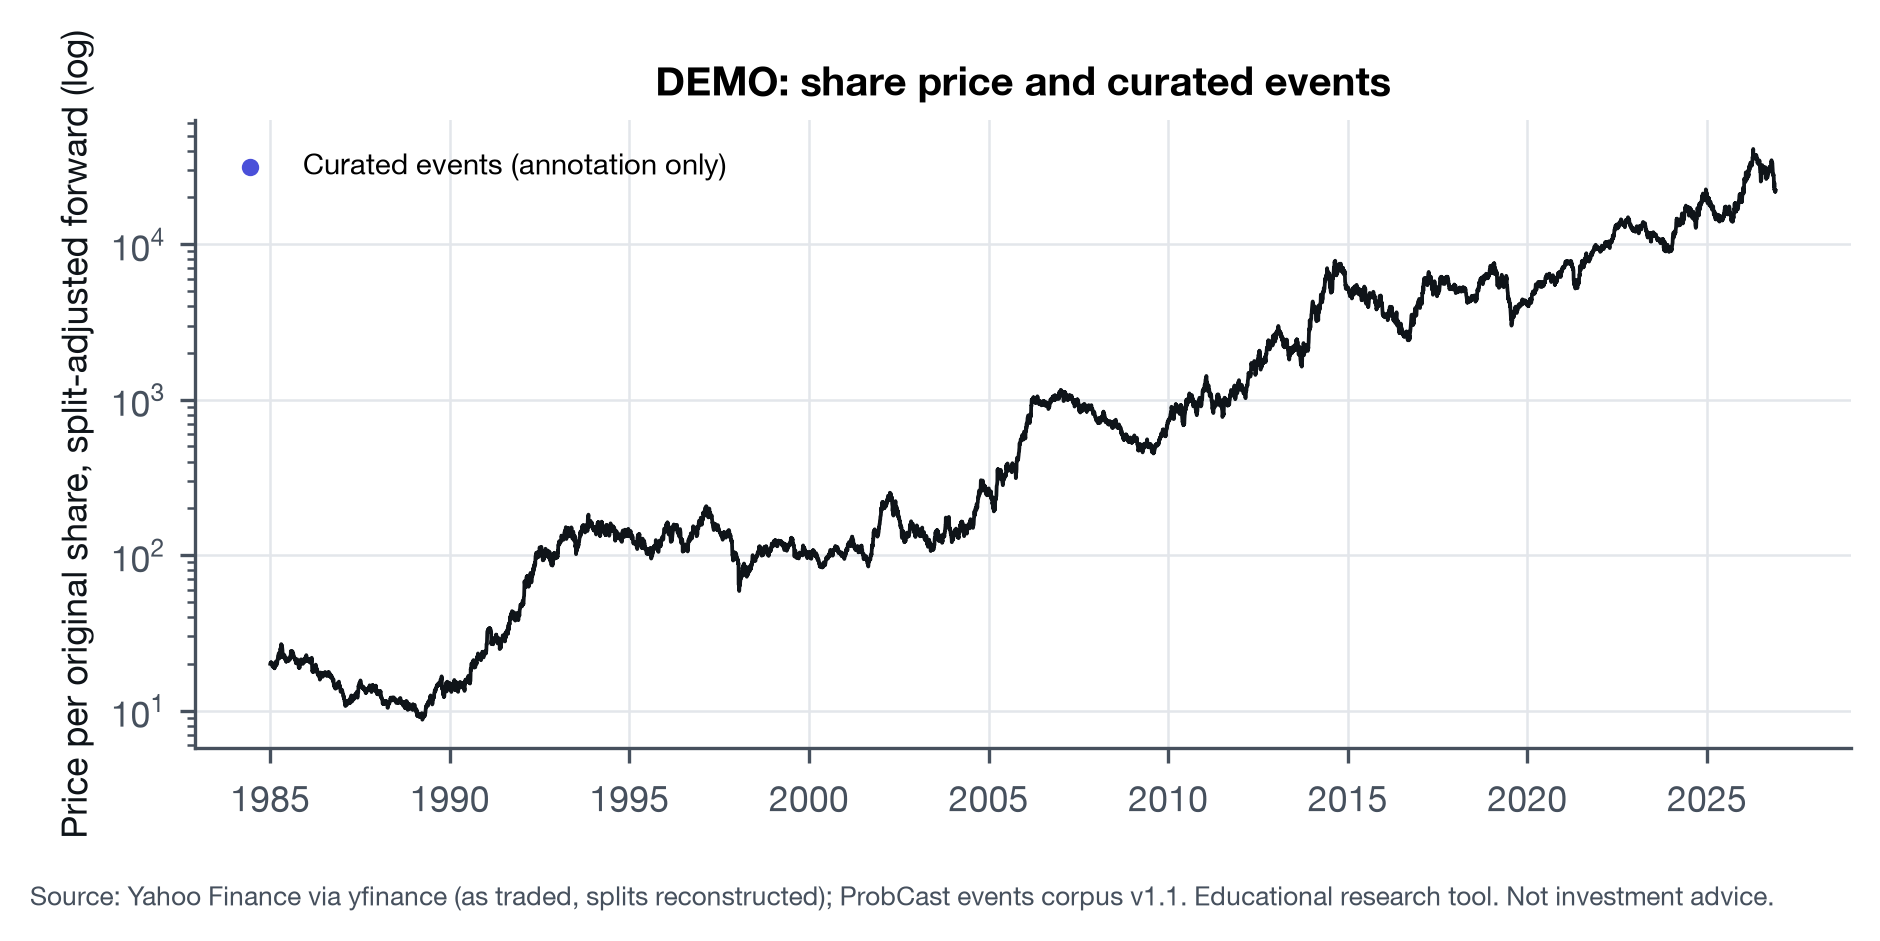 DEMO: share price and curated events
Price per original share, split-adjusted forward (log)
Curated events (annotation only)
10⁴
10³
10²
10¹
1985 1990 1995 2000 2005 2010 2015 2020 2025
Source: Yahoo Finance via yfinance (as traded, splits reconstructed); ProbCast events corpus v1.1. Educational research tool. Not investment advice.